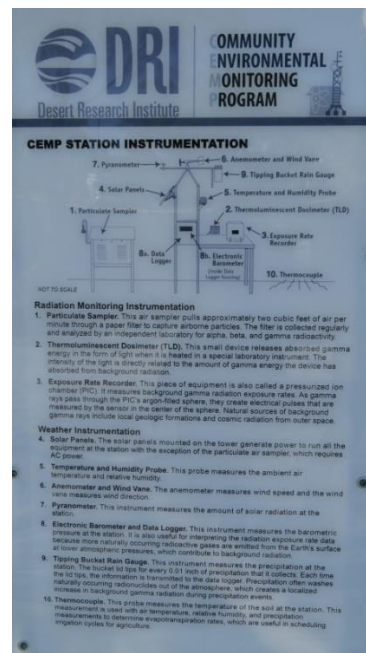 DRI
Desert Research Institute
COMMUNITY
ENVIRONMENTAL
MONITORING
PROGRAM
CEMP STATION INSTRUMENTATION
6. Anemometer and Wind Vane
7. Pyranometer
9. Tipping Bucket Rain Gauge
4. Solar Panels
5. Temperature and Humidity Probe
1. Particulate Sampler
2. Thermoluminescent Dosimeter (TLD)
3. Exposure Rate
Recorder
8a. Data
Logger
8b. Electronic
Barometer
(inside Data
Logger housing)
10. Thermocouple
NOT TO SCALE
Radiation Monitoring Instrumentation
1. Particulate Sampler. This air sampler pulls approximately two cubic feet of air per
minute through a paper filter to capture airborne particles. The filter is collected regularly
and analyzed by an independent laboratory for alpha, beta, and gamma radioactivity.
2. Thermoluminescent Dosimeter (TLD). This small device releases absorbed gamma
energy in the form of light when it is heated in a special laboratory instrument. The
intensity of the light is directly related to the amount of gamma energy the device has
absorbed from background radiation.
3. Exposure Rate Recorder. This piece of equipment is also called a pressurized ion
chamber (PIC). It measures background gamma radiation exposure rates. As gamma
rays pass through the PIC's argon-filled sphere, they create electrical pulses that are
measured by the sensor in the center of the sphere. Natural sources of background
gamma rays include local geologic formations and cosmic radiation from outer space.
Weather Instrumentation
4. Solar Panels. The solar panels mounted on the tower generate power to run all the
equipment at the station with the exception of the particulate air sampler, which requires
AC power.
5. Temperature and Humidity Probe. This probe measures the ambient air
temperature and relative humidity.
6. Anemometer and Wind Vane. The anemometer measures wind speed and the wind
vane measures wind direction.
7. Pyranometer. This instrument measures the amount of solar radiation at the
station.
8. Electronic Barometer and Data Logger. This instrument measures the barometric
pressure at the station. It is also useful for interpreting the radiation exposure rate data
because more naturally occurring radioactive gases are emitted from the Earth's surface
at lower atmospheric pressures, which contribute to background radiation.
9. Tipping Bucket Rain Gauge. This instrument measures the precipitation at the
station. The bucket lid tips for every 0.01 inch of precipitation that it collects. Each time
the lid tips, the information is transmitted to the data logger. Precipitation often washes
naturally occurring radionuclides out of the atmosphere, which creates a localized
increase in background gamma radiation during precipitation events.
10. Thermocouple. This probe measures the temperature of the soil at the station. This
measurement is used with air temperature, relative humidity, and precipitation
measurements to determine evapotranspiration rates, which are useful in scheduling
irrigation cycles for agriculture.